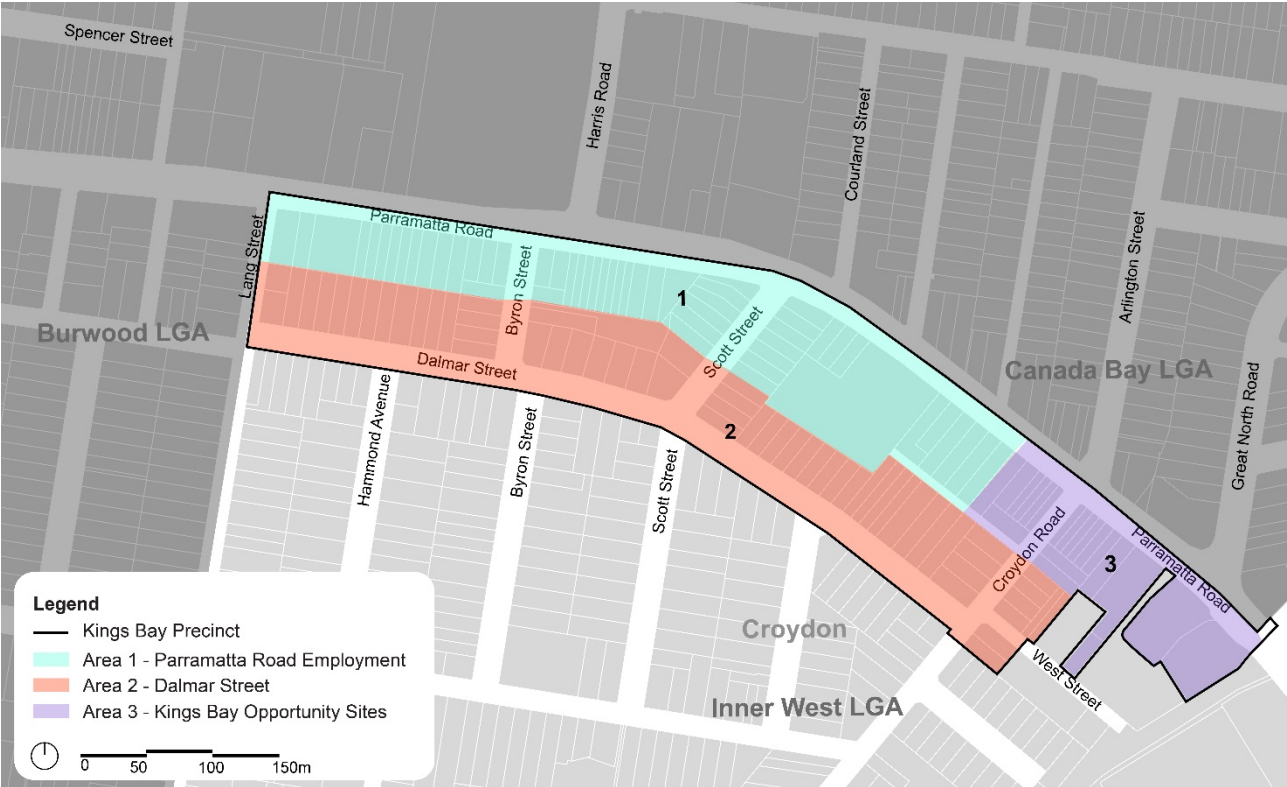 Spencer Street
Harris Road
Courland Street
Arlington Street
Great North Road
Lang Street
Parramatta Road
Byron Street
1
Scott Street
Burwood LGA
Canada Bay LGA
Dalmar Street
Hammond Avenue
Byron Street
Scott Street
2
Croydon Road
3
Parramatta Road
Croydon
West Street
Inner West LGA
Legend
Kings Bay Precinct
Area 1 - Parramatta Road Employment
Area 2 - Dalmar Street
Area 3 - Kings Bay Opportunity Sites
0 50 100 150m